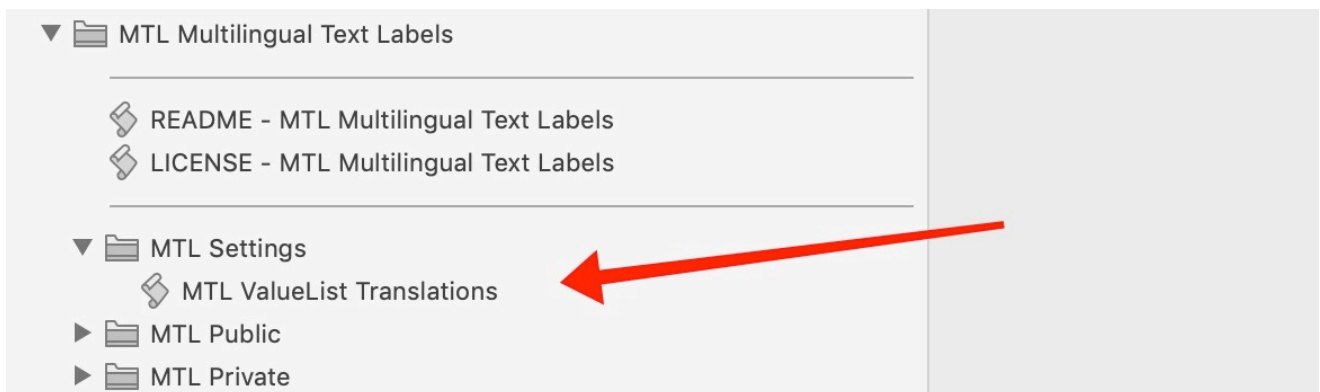 MTL Multilingual Text Labels
README - MTL Multilingual Text Labels
LICENSE - MTL Multilingual Text Labels
MTL Settings
MTL ValueList Translations
MTL Public
MTL Private